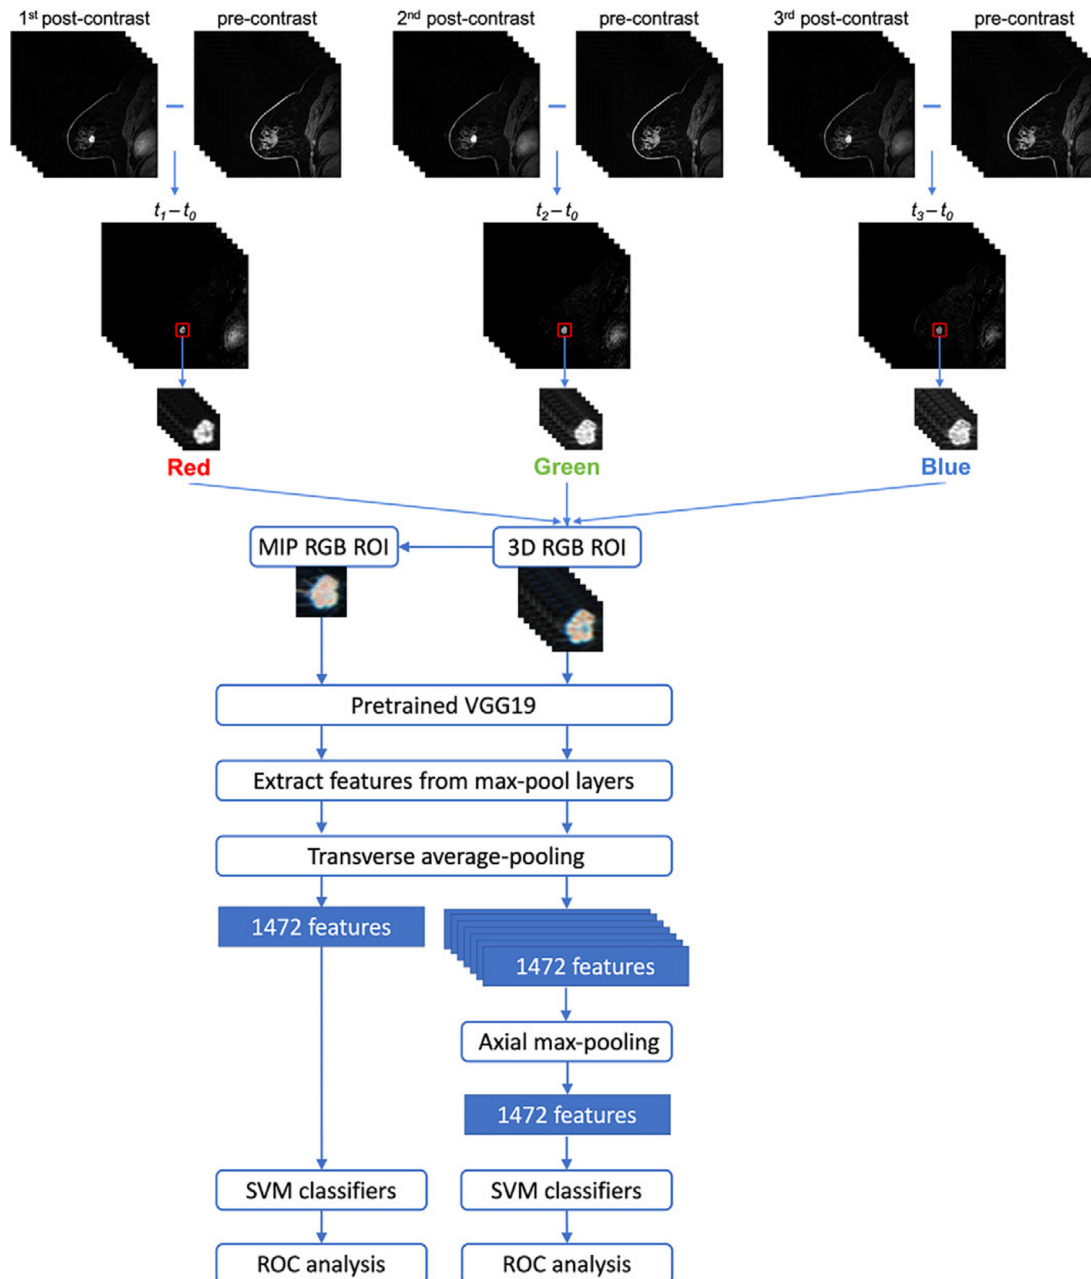 1st post-contrast pre-contrast 2nd post-contrast pre-contrast 3rd post-contrast pre-contrast
t1 – t0 t2 – t0 t3 – t0
Red Green Blue
MIP RGB ROI 3D RGB ROI
Pretrained VGG19
Extract features from max-pool layers
Transverse average-pooling
1472 features
1472 features
Axial max-pooling
1472 features
SVM classifiers SVM classifiers
ROC analysis ROC analysis